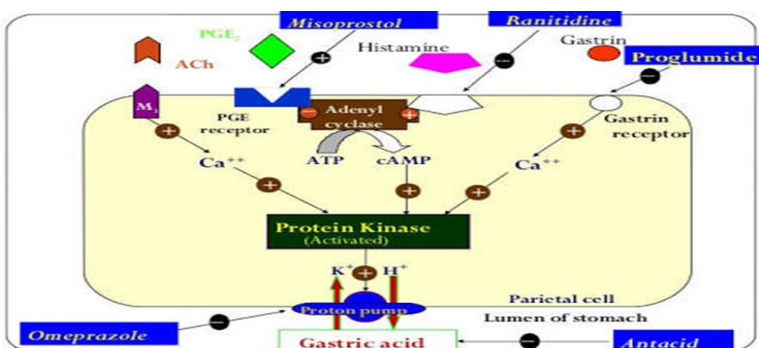 Misoprostol
Ranitidine
PGE₂
Histamine
Gastrin
ACh
Proglumide
M₃
PGE
receptor
Adenyl
cyclase
Gastrin
receptor
Ca⁺⁺
ATP
cAMP
Ca⁺⁺
Protein Kinase
(Activated)
K⁺
H⁺
Proton pump
Parietal cell
Lumen of stomach
Omeprazole
Gastric acid
Antacid